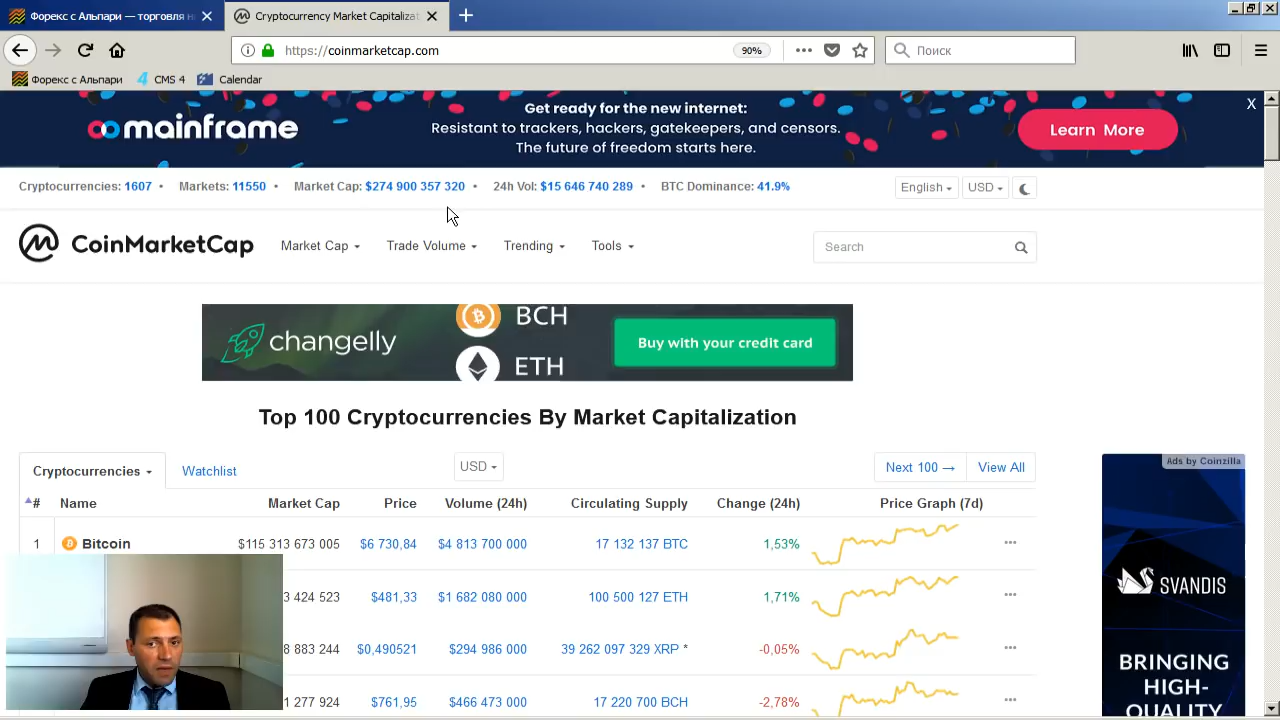 Форекс с Альпари — торговля н
Cryptocurrency Market Capitalizat
https://coinmarketcap.com
90%
Поиск
Форекс с Альпари
CMS 4
Calendar
mainframe
Get ready for the new internet:
Resistant to trackers, hackers, gatekeepers, and censors.
The future of freedom starts here.
Learn More
X
Cryptocurrencies: 1607 • Markets: 11550 • Market Cap: $274 900 357 320 • 24h Vol: $15 646 740 289 • BTC Dominance: 41.9%
English
USD
CoinMarketCap
Market Cap
Trade Volume
Trending
Tools
Search
changelly
BCH
ETH
Buy with your credit card
Top 100 Cryptocurrencies By Market Capitalization
Cryptocurrencies
Watchlist
USD
Next 100 →
View All
Ads by Coinzilla
# Name Market Cap Price Volume (24h) Circulating Supply Change (24h) Price Graph (7d)
1 Bitcoin $115 313 673 005 $6 730,84 $4 813 700 000 17 132 137 BTC 1,53%
3 424 523 $481,33 $1 682 080 000 100 500 127 ETH 1,71%
8 883 244 $0,490521 $294 986 000 39 262 097 329 XRP * -0,05%
1 277 924 $761,95 $466 473 000 17 220 700 BCH -2,78%
SVANDIS
BRINGING
HIGH-
QUALITY